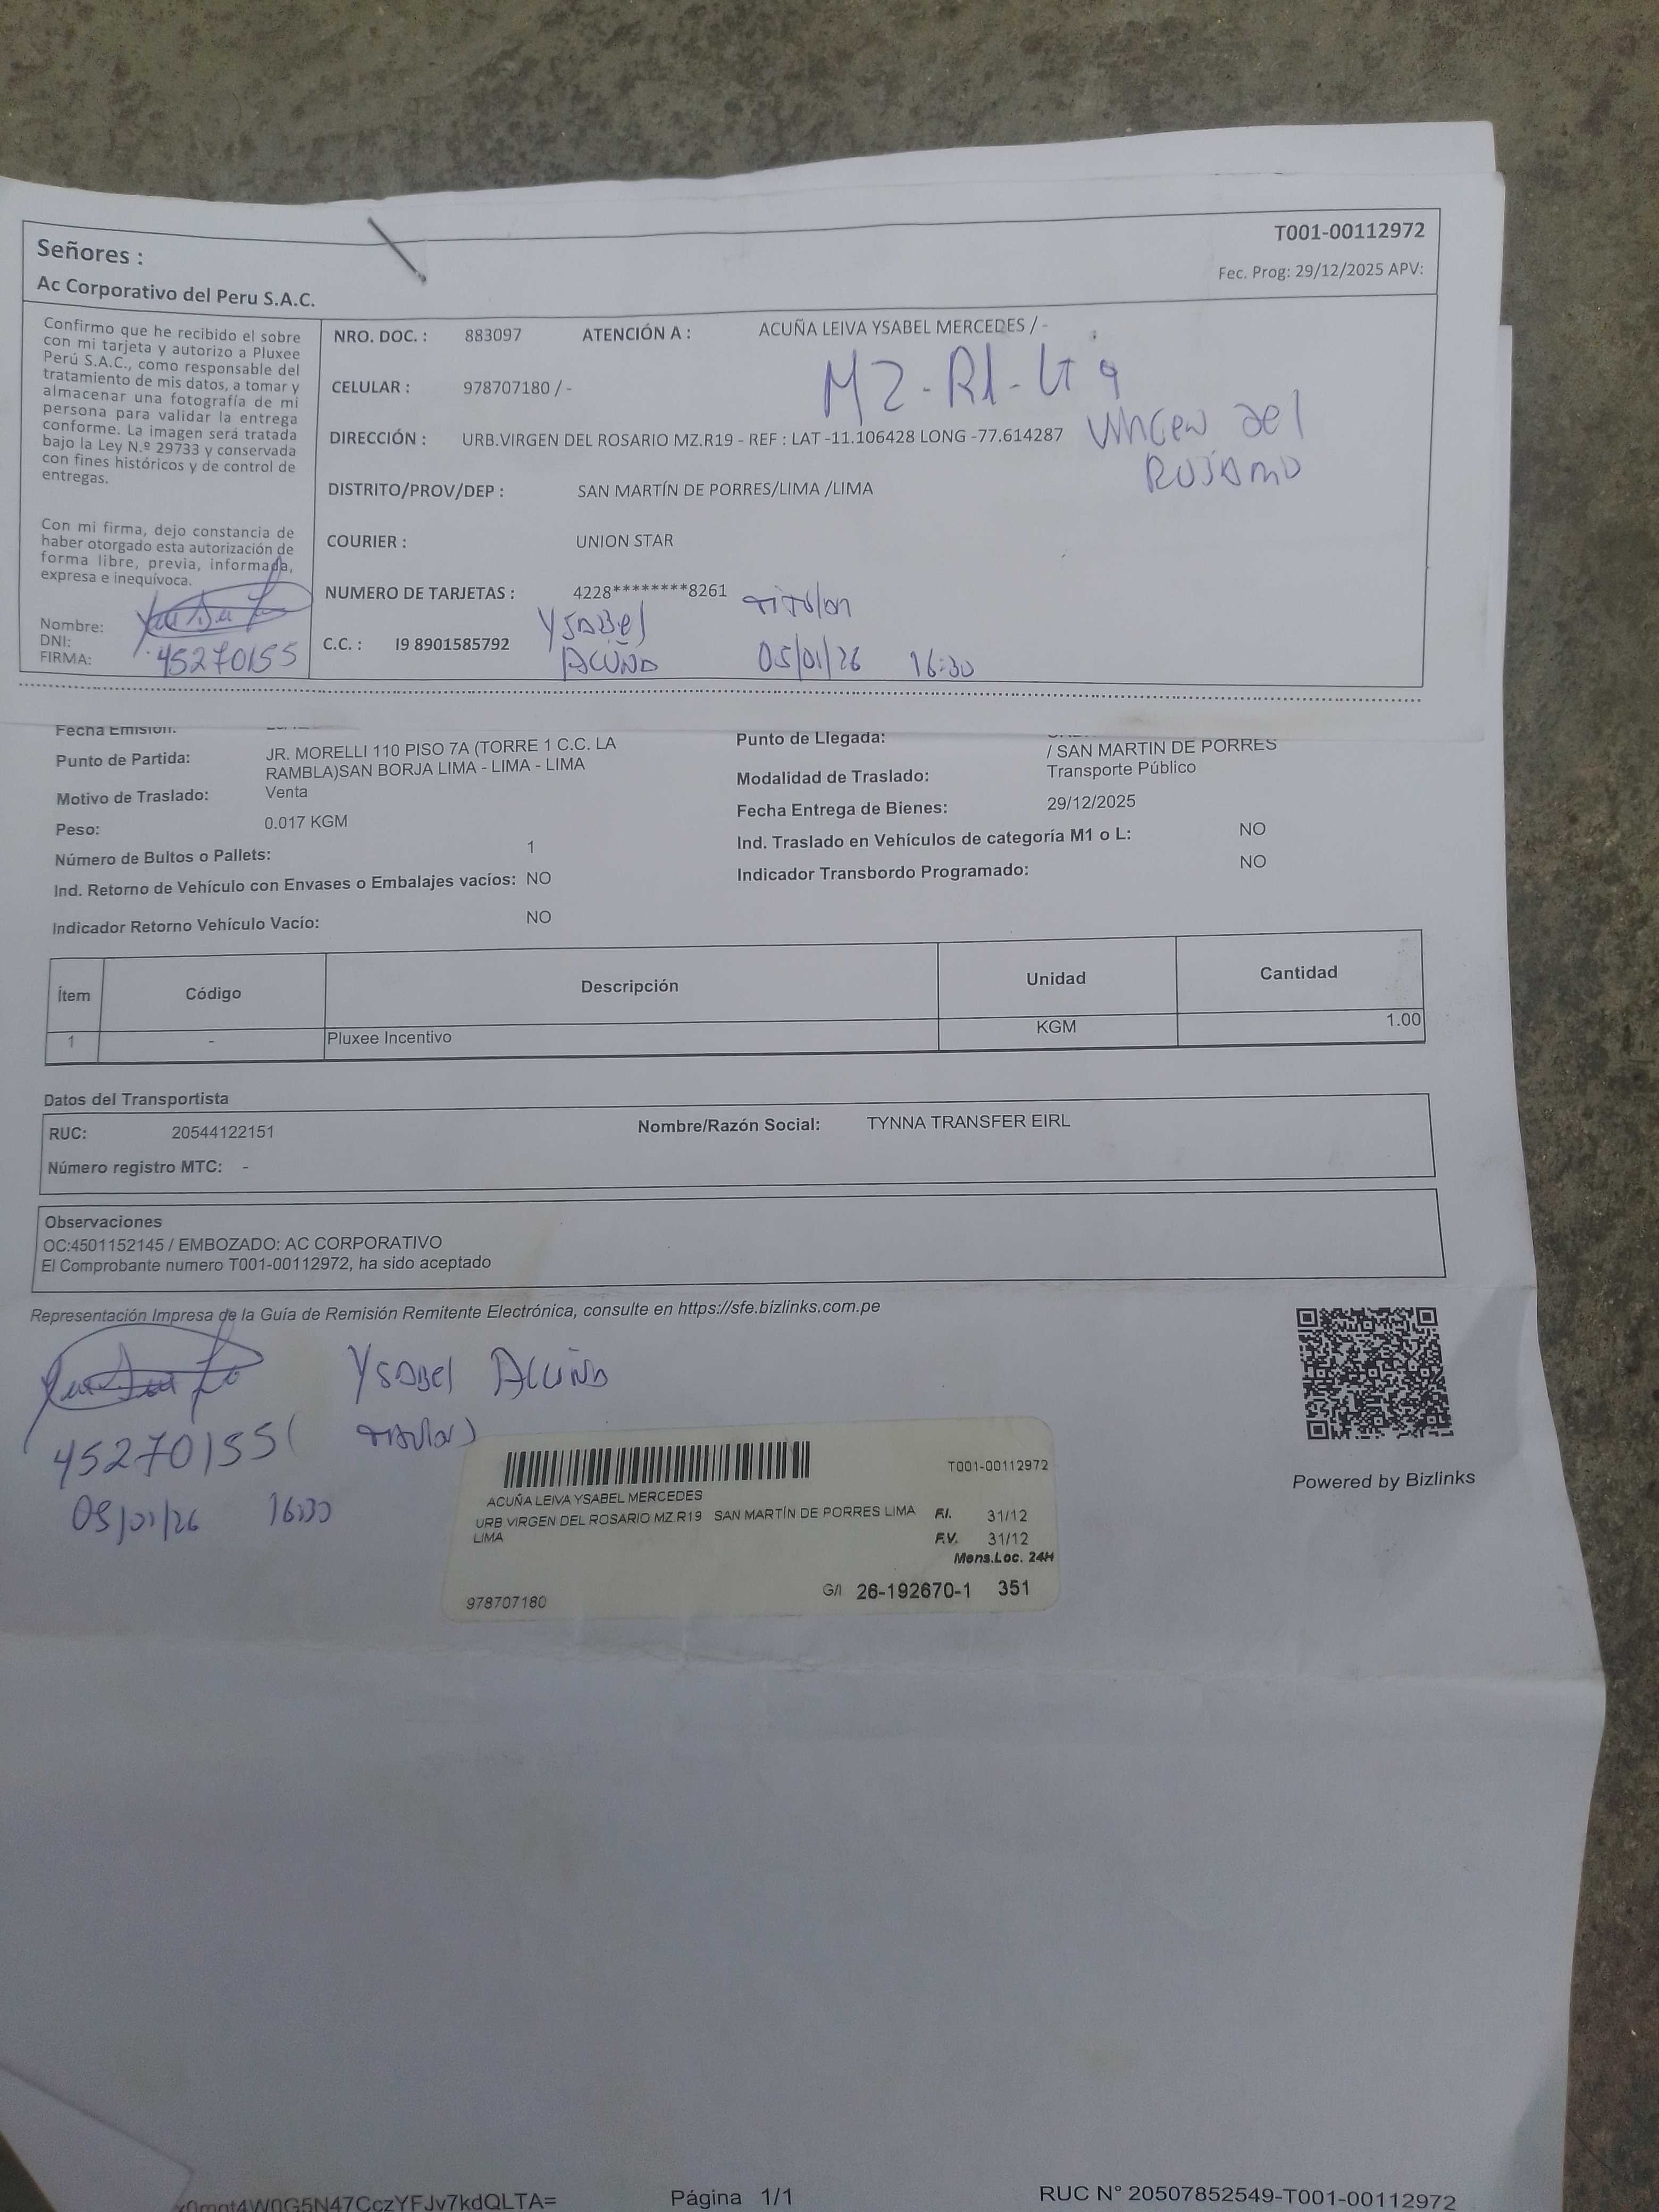 T001-00112972
Señores :
Fec. Prog: 29/12/2025 APV:
Ac Corporativo del Peru S.A.C.
Confirmo que he recibido el sobre
con mi tarjeta y autorizo a Pluxee
Perú S.A.C., como responsable del
tratamiento de mis datos, a tomar y
almacenar una fotografía de mi
persona para validar la entrega
conforme. La imagen será tratada
bajo la Ley N.º 29733 y conservada
con fines históricos y de control de
entregas.
Con mi firma, dejo constancia de
haber otorgado esta autorización de
forma libre, previa, informada,
expresa e inequívoca.
Nombre:
DNI:
FIRMA:
45270155
NRO. DOC. : 883097 ATENCIÓN A : ACUÑA LEIVA YSABEL MERCEDES / -
MZ-R1-Lt 9
CELULAR : 978707180 / -
DIRECCIÓN : URB.VIRGEN DEL ROSARIO MZ.R19 - REF : LAT -11.106428 LONG -77.614287
del
DISTRITO/PROV/DEP : SAN MARTÍN DE PORRES/LIMA /LIMA
COURIER : UNION STAR
NUMERO DE TARJETAS : 4228********8261
C.C. : I9 8901585792
Ysabel
Acuña 05/01/26 16:30
Fecha Emisión:
Punto de Partida: JR. MORELLI 110 PISO 7A (TORRE 1 C.C. LA
RAMBLA)SAN BORJA LIMA - LIMA - LIMA
Motivo de Traslado: Venta
Peso: 0.017 KGM
Número de Bultos o Pallets: 1
Ind. Retorno de Vehículo con Envases o Embalajes vacíos: NO
Indicador Retorno Vehículo Vacío: NO
Punto de Llegada: / SAN MARTIN DE PORRES
Modalidad de Traslado: Transporte Público
Fecha Entrega de Bienes: 29/12/2025
Ind. Traslado en Vehículos de categoría M1 o L: NO
Indicador Transbordo Programado: NO
Ítem Código Descripción Unidad Cantidad
1 - Pluxee Incentivo KGM 1.00
Datos del Transportista
RUC: 20544122151 Nombre/Razón Social: TYNNA TRANSFER EIRL
Número registro MTC: -
Observaciones
OC:4501152145 / EMBOZADO: AC CORPORATIVO
El Comprobante numero T001-00112972, ha sido aceptado
Representación Impresa de la Guía de Remisión Remitente Electrónica, consulte en https://sfe.bizlinks.com.pe
Ysabel Acuña
45270155 (titular)
05/01/26 16:30
Powered by Bizlinks
T001-00112972
ACUÑA LEIVA YSABEL MERCEDES
URB.VIRGEN DEL ROSARIO MZ.R19 SAN MARTÍN DE PORRES LIMA
LIMA
F.I. 31/12
F.V. 31/12
Mens.Loc. 24H
G/I 26-192670-1 351
978707180
Página 1/1
RUC N° 20507852549-T001-00112972